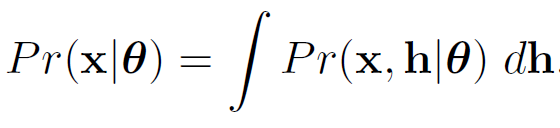 Pr(𝐱|𝜽) = ∫ Pr(𝐱, 𝐡|𝜽) d𝐡.